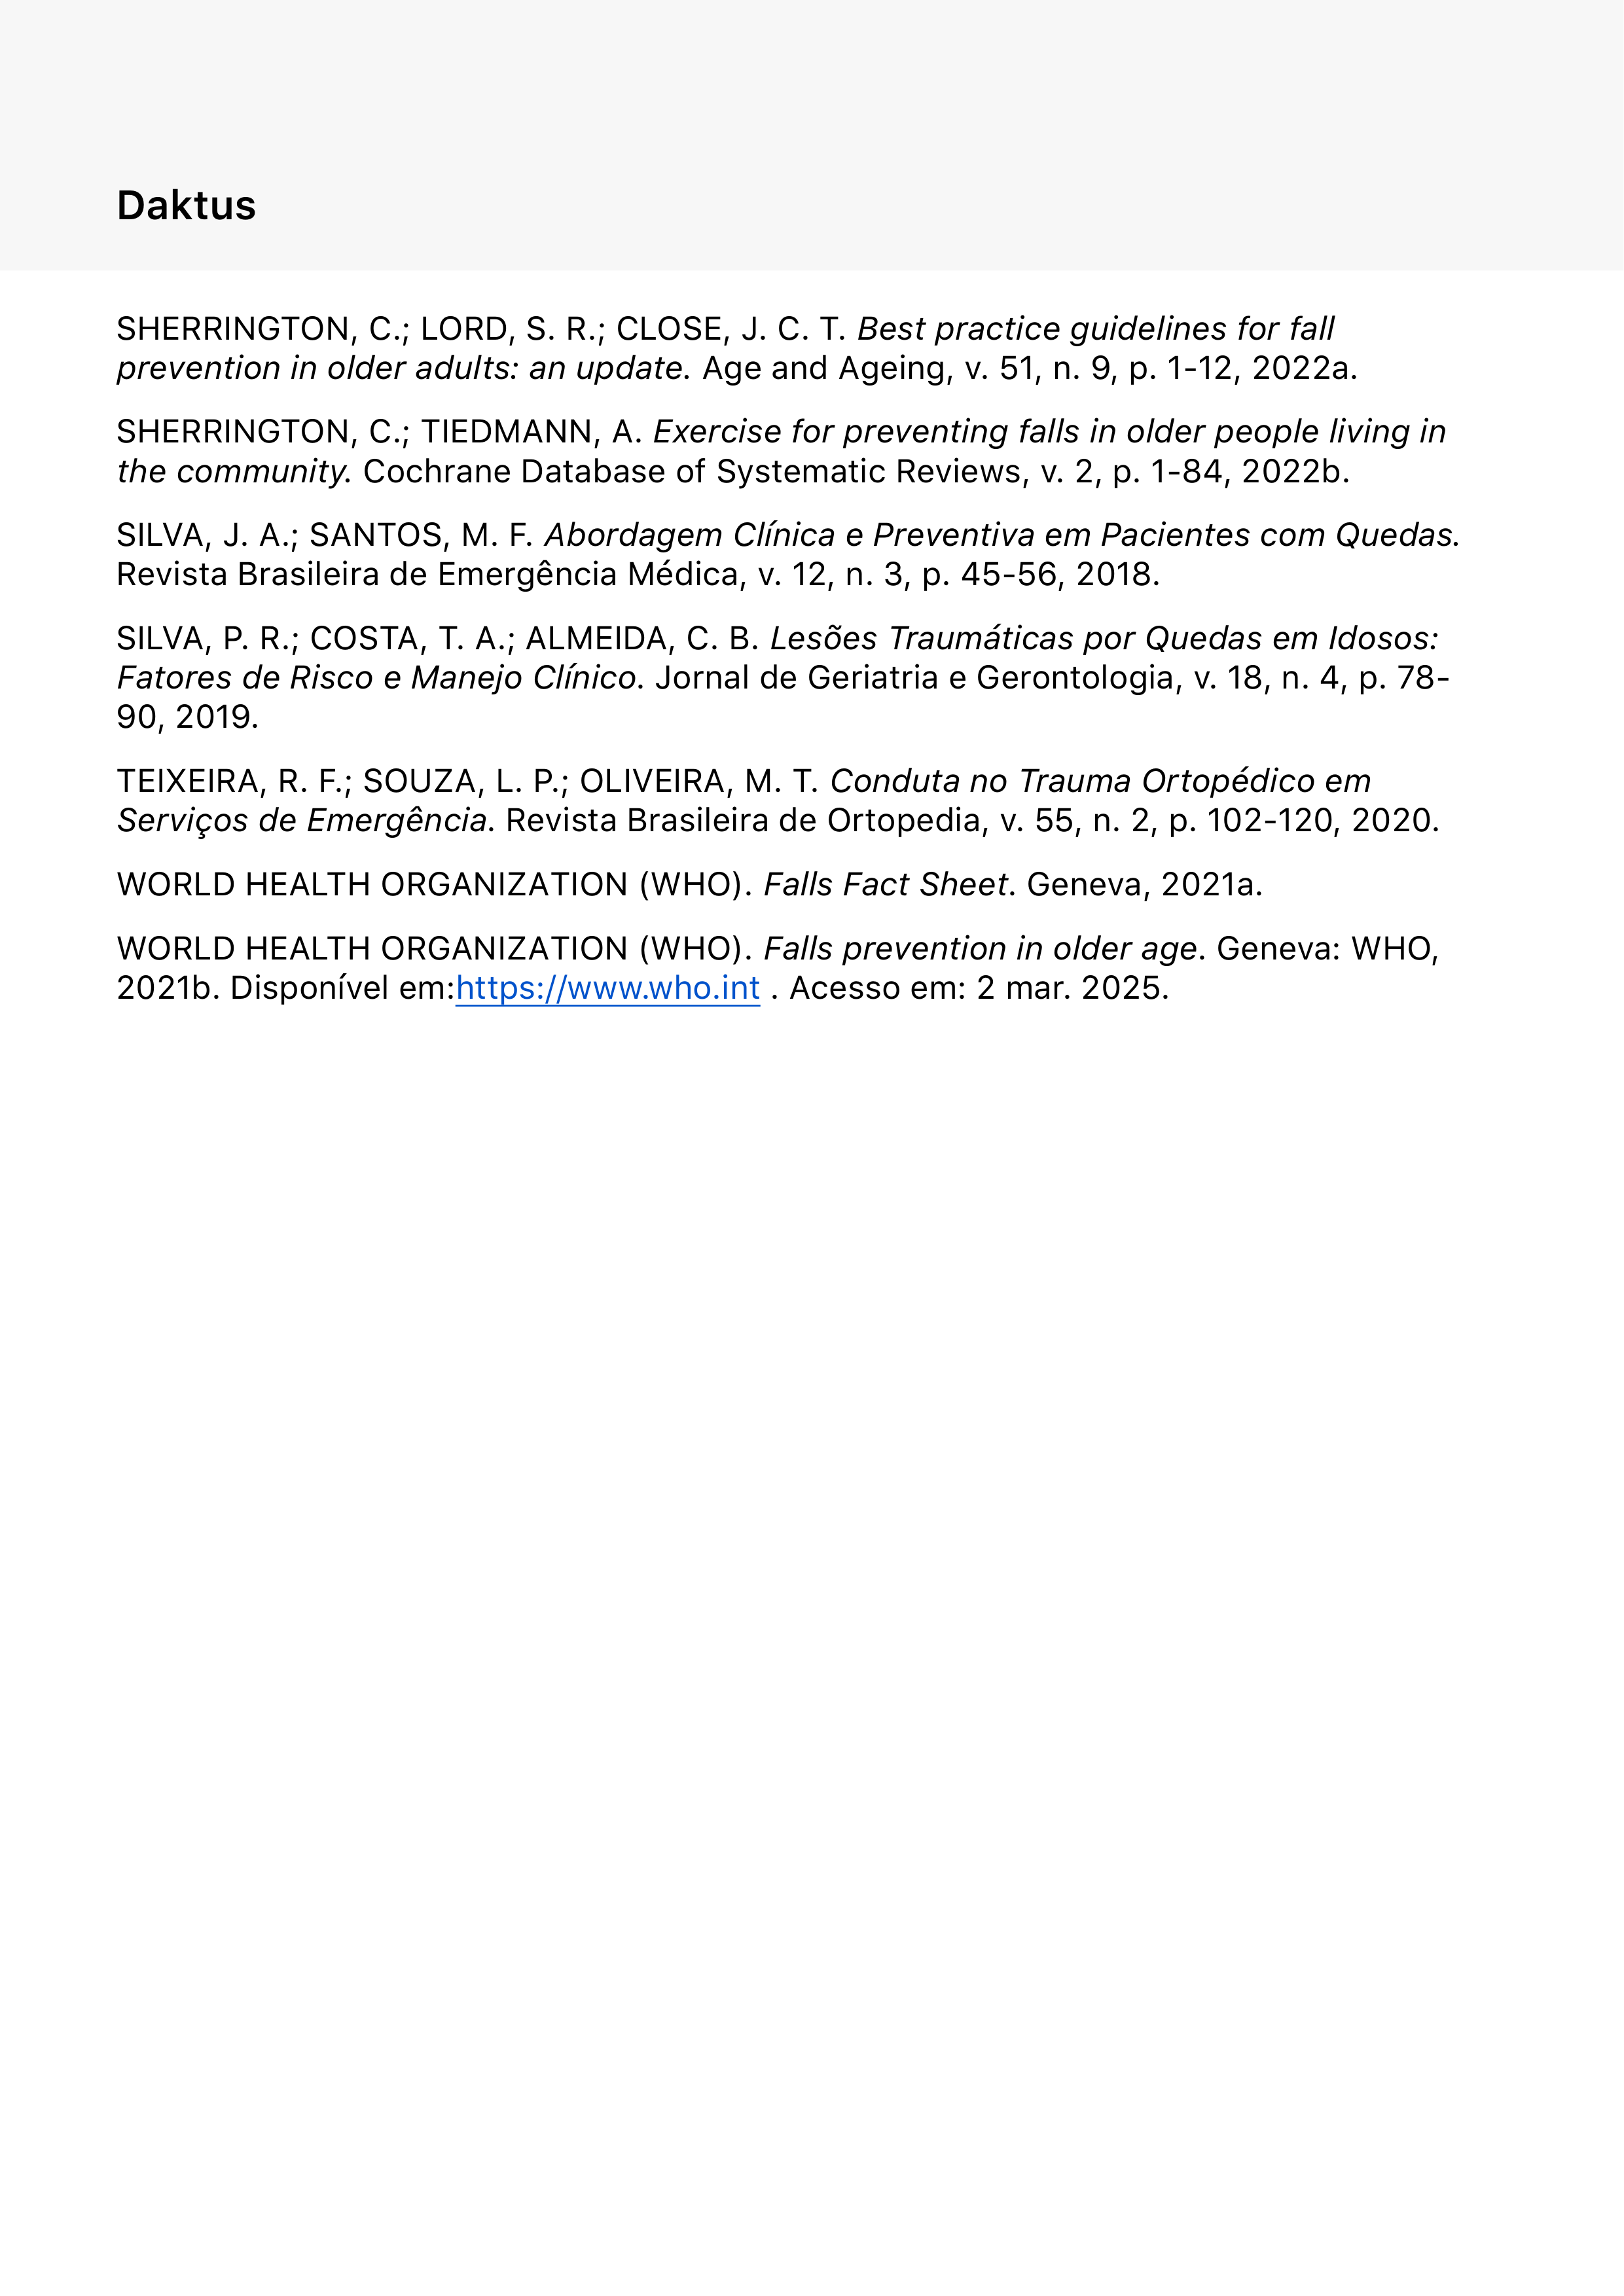 Daktus
SHERRINGTON, C.; LORD, S. R.; CLOSE, J. C. T. Best practice guidelines for fall
prevention in older adults: an update. Age and Ageing, v. 51, n. 9, p. 1-12, 2022a.
SHERRINGTON, C.; TIEDMANN, A. Exercise for preventing falls in older people living in
the community. Cochrane Database of Systematic Reviews, v. 2, p. 1-84, 2022b.
SILVA, J. A.; SANTOS, M. F. Abordagem Clínica e Preventiva em Pacientes com Quedas.
Revista Brasileira de Emergência Médica, v. 12, n. 3, p. 45-56, 2018.
SILVA, P. R.; COSTA, T. A.; ALMEIDA, C. B. Lesões Traumáticas por Quedas em Idosos:
Fatores de Risco e Manejo Clínico. Jornal de Geriatria e Gerontologia, v. 18, n. 4, p. 78-
90, 2019.
TEIXEIRA, R. F.; SOUZA, L. P.; OLIVEIRA, M. T. Conduta no Trauma Ortopédico em
Serviços de Emergência. Revista Brasileira de Ortopedia, v. 55, n. 2, p. 102-120, 2020.
WORLD HEALTH ORGANIZATION (WHO). Falls Fact Sheet. Geneva, 2021a.
WORLD HEALTH ORGANIZATION (WHO). Falls prevention in older age. Geneva: WHO,
2021b. Disponível em:https://www.who.int . Acesso em: 2 mar. 2025.